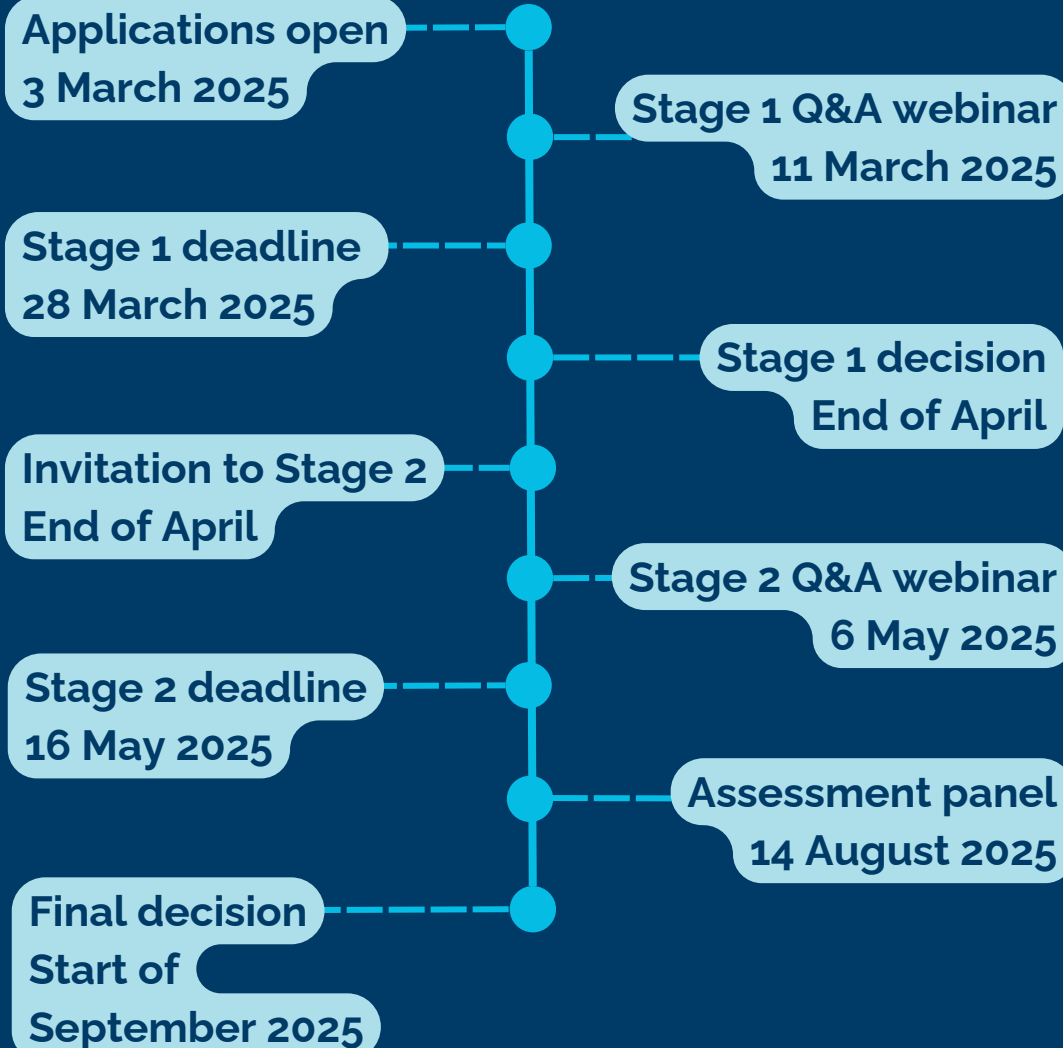 Applications open
3 March 2025
Stage 1 Q&A webinar
11 March 2025
Stage 1 deadline
28 March 2025
Stage 1 decision
End of April
Invitation to Stage 2
End of April
Stage 2 Q&A webinar
6 May 2025
Stage 2 deadline
16 May 2025
Assessment panel
14 August 2025
Final decision
Start of
September 2025